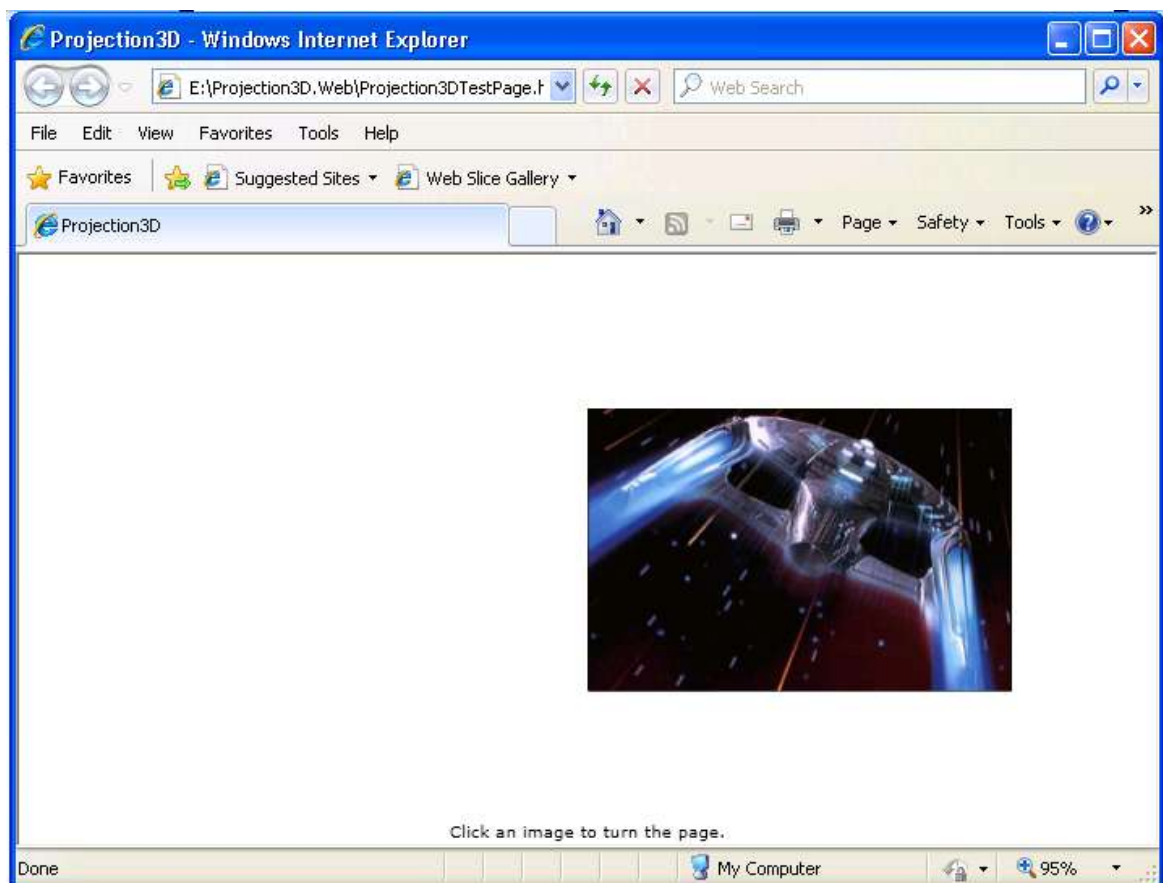 Projection3D - Windows Internet Explorer
E:\Projection3D.Web\Projection3DTestPage.h Web Search
File Edit View Favorites Tools Help
Favorites Suggested Sites Web Slice Gallery
Projection3D Page Safety Tools
Click an image to turn the page.
Done My Computer 95%